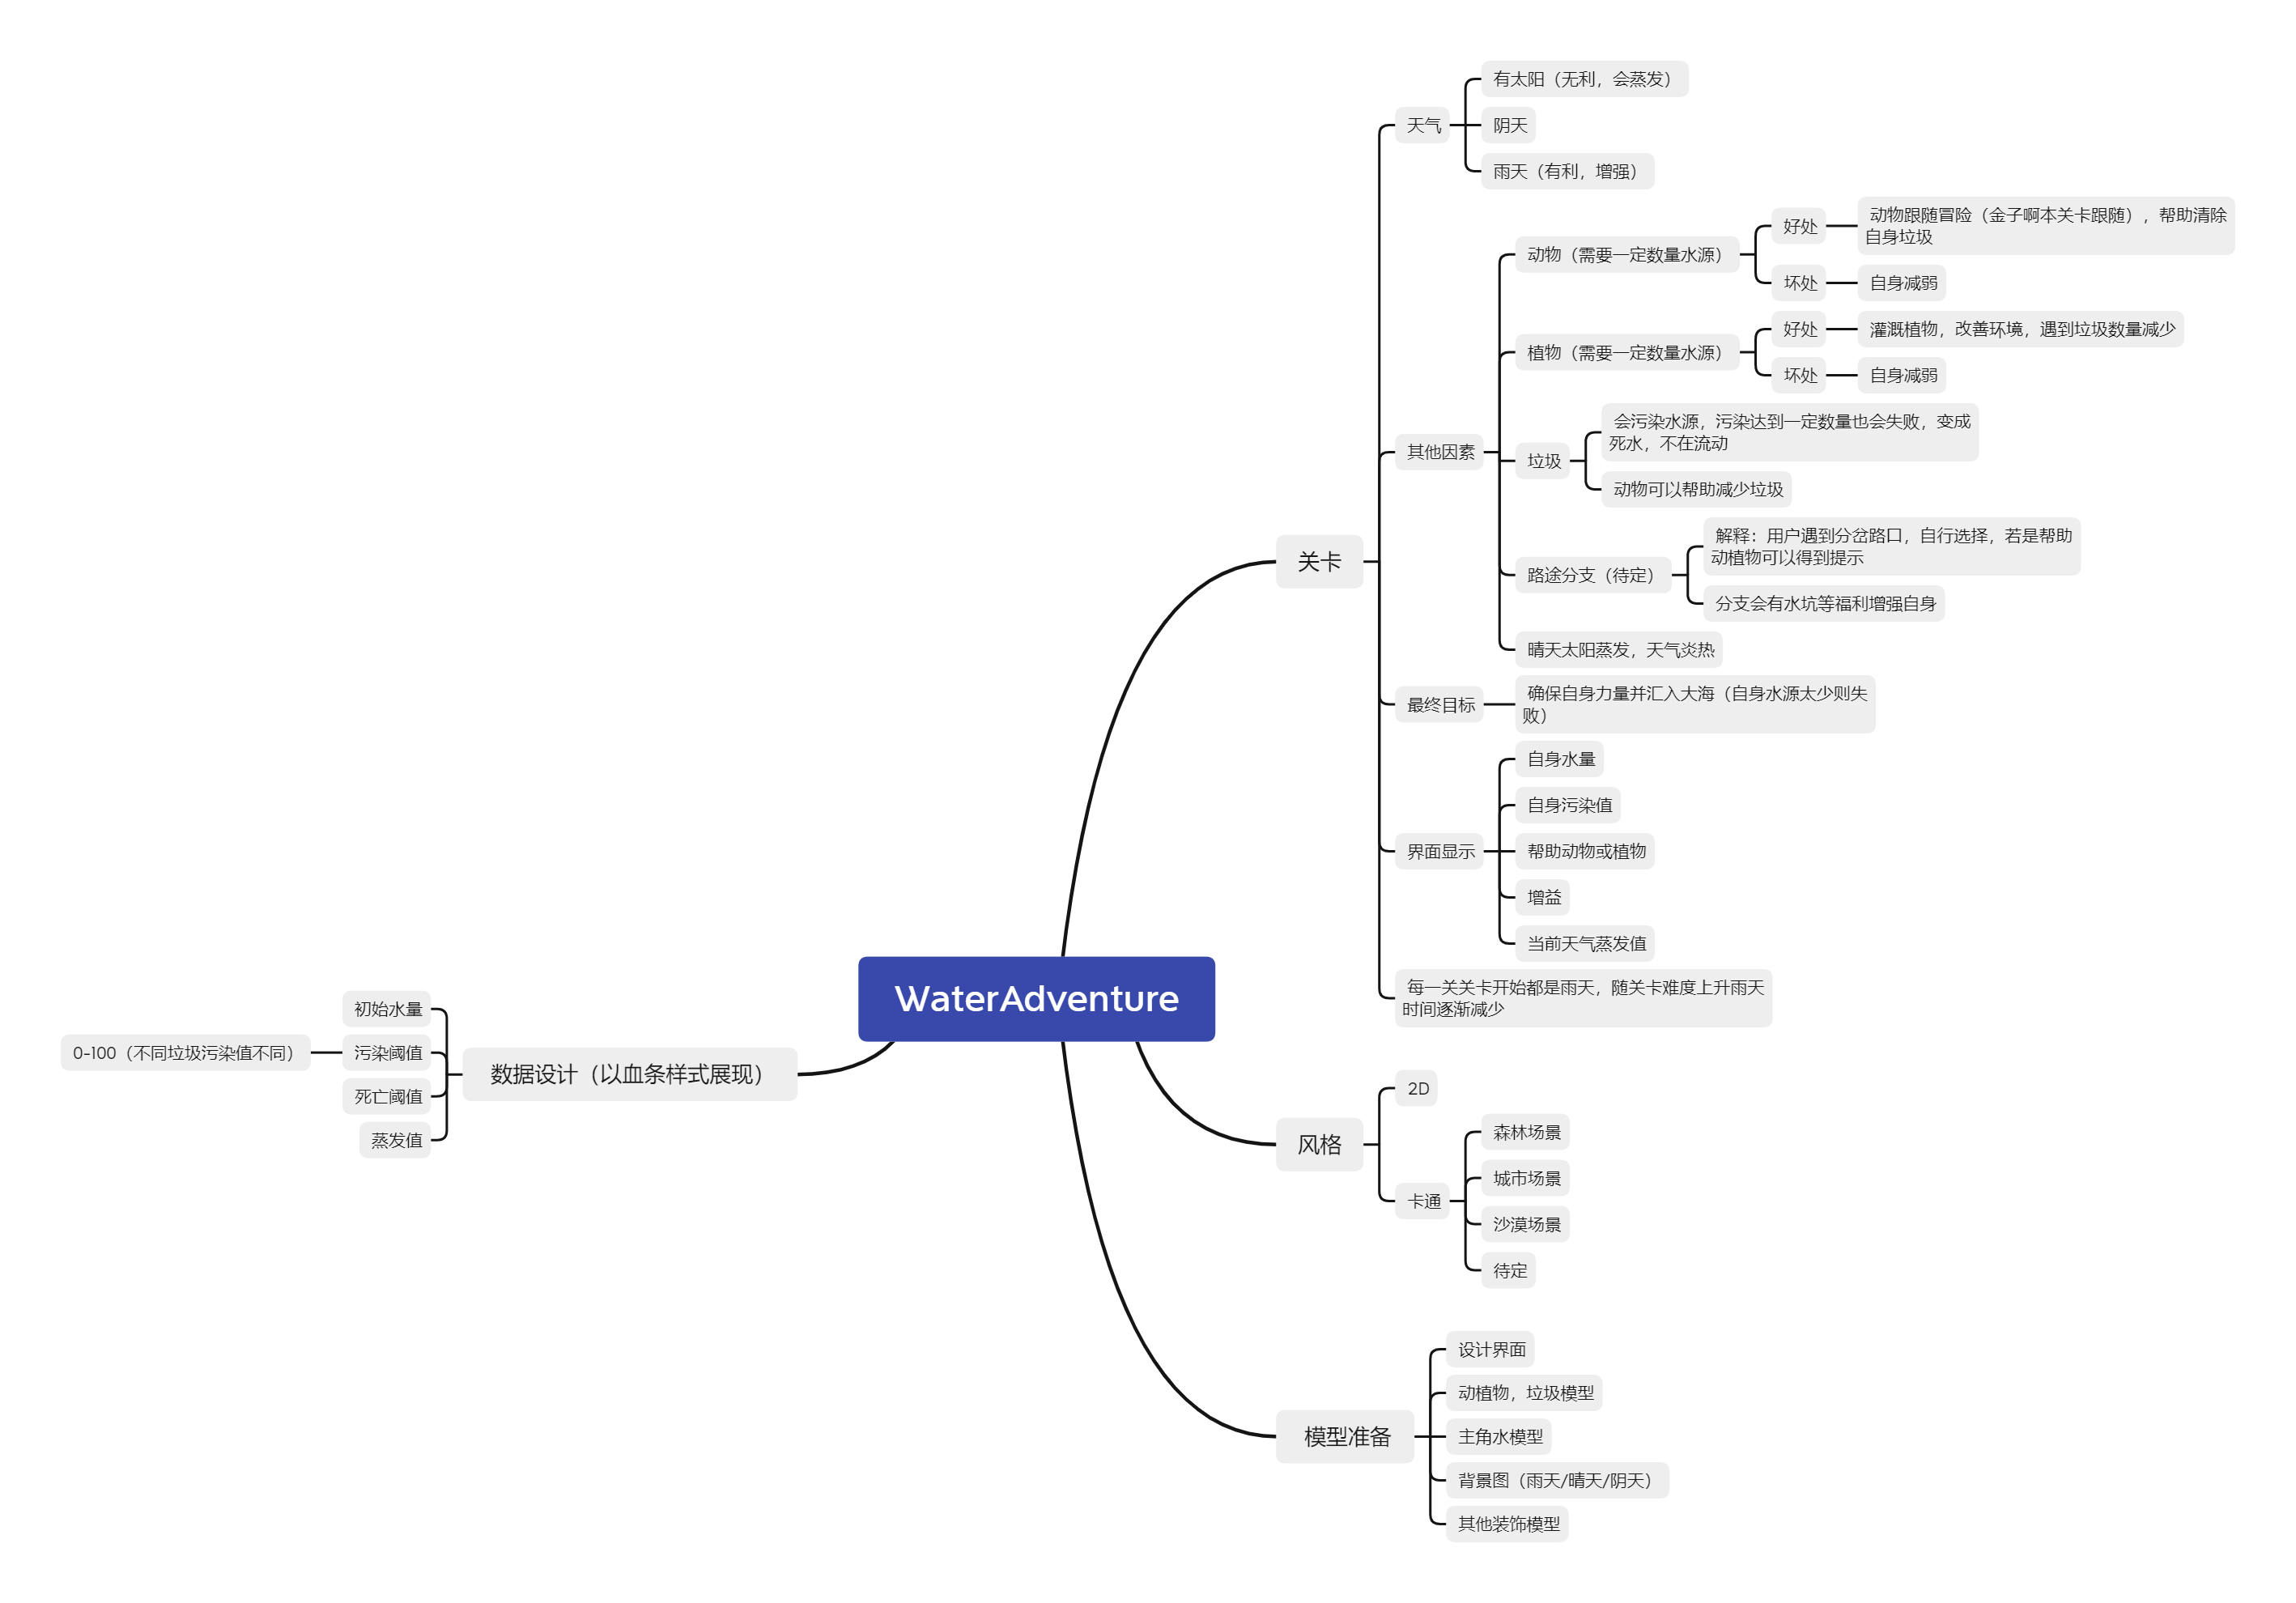 WaterAdventure
关卡
天气
有太阳（无利，会蒸发）
阴天
雨天（有利，增强）
其他因素
动物（需要一定数量水源）
好处
动物跟随冒险（金子啊本关卡跟随），帮助清除
自身垃圾
坏处
自身减弱
植物（需要一定数量水源）
好处
灌溉植物，改善环境，遇到垃圾数量减少
坏处
自身减弱
垃圾
会污染水源，污染达到一定数量也会失败，变成
死水，不在流动
动物可以帮助减少垃圾
路途分支（待定）
解释：用户遇到分岔路口，自行选择，若是帮助
动植物可以得到提示
分支会有水坑等福利增强自身
晴天太阳蒸发，天气炎热
最终目标
确保自身力量并汇入大海（自身水源太少则失
败）
界面显示
自身水量
自身污染值
帮助动物或植物
增益
当前天气蒸发值
每一关关卡开始都是雨天，随关卡难度上升雨天
时间逐渐减少
风格
2D
卡通
森林场景
城市场景
沙漠场景
待定
模型准备
设计界面
动植物，垃圾模型
主角水模型
背景图（雨天/晴天/阴天）
其他装饰模型
数据设计（以血条样式展现）
初始水量
污染阈值
0-100（不同垃圾污染值不同）
死亡阈值
蒸发值